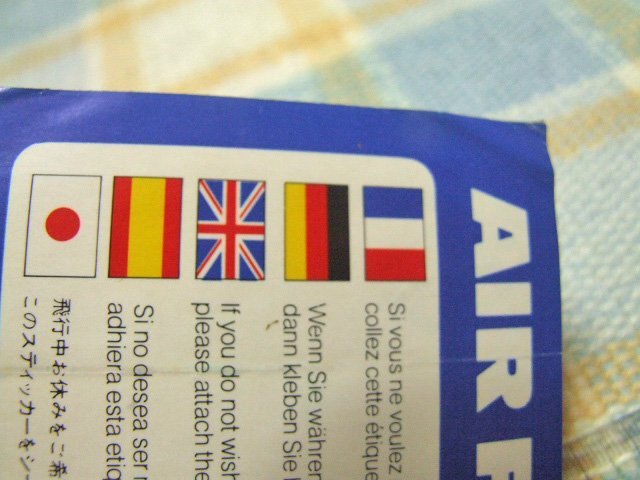 AIR F
Si vous ne voulez
collez cette étique
Wenn Sie währen
dann kleben Sie
If you do not wish
please attach the
Si no desea ser
adhiera esta etiq
飛行中お休みをご希
このスティッカーをシー